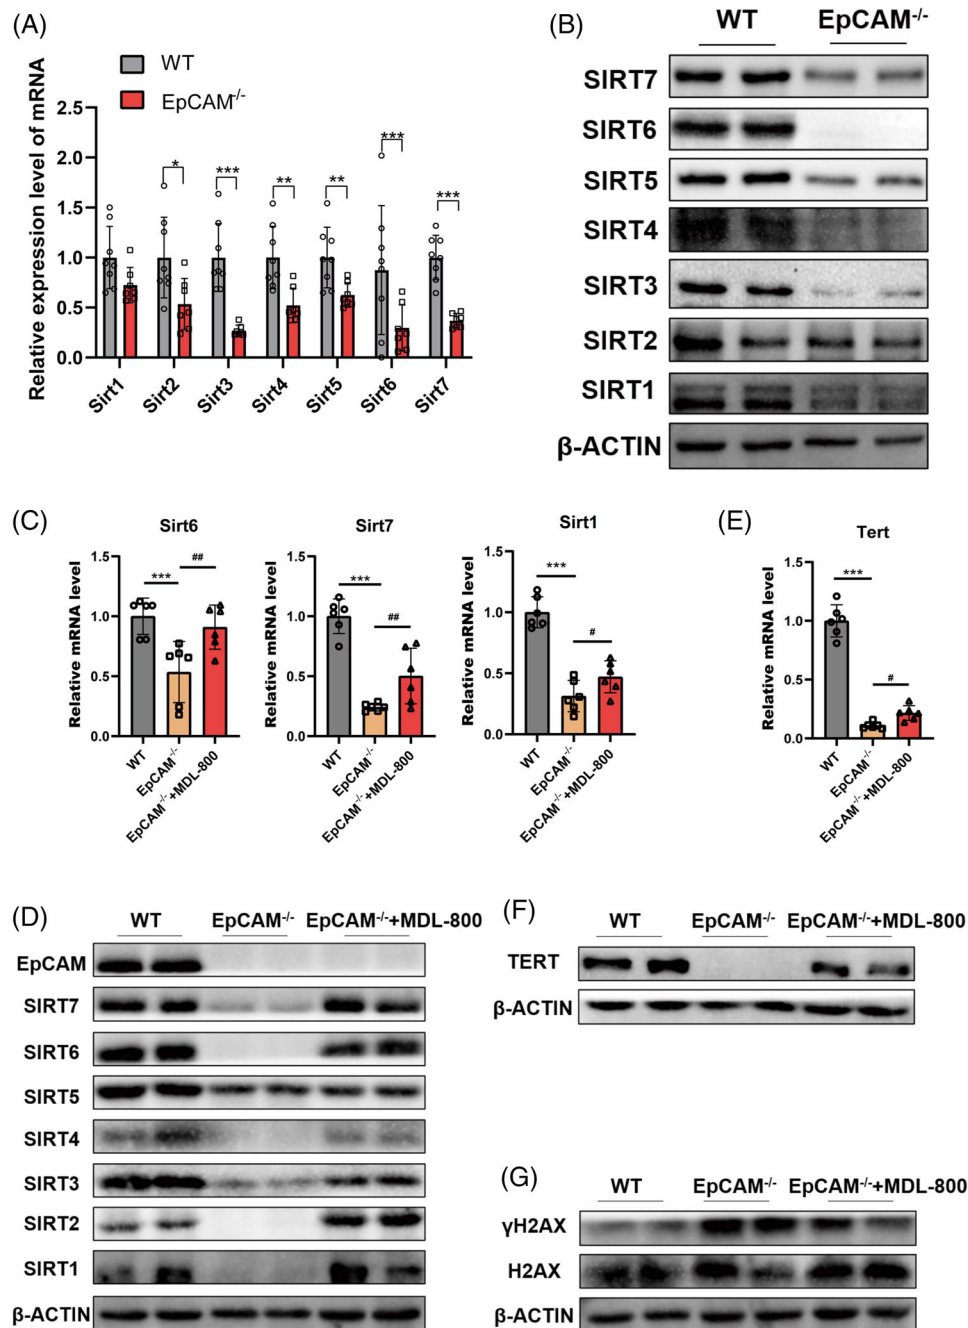 (A)
WT
EpCAM-/-
Relative expression level of mRNA
2.5
2.0
1.5
1.0
0.5
0.0
* *** ** ** *** ***
Sirt1 Sirt2 Sirt3 Sirt4 Sirt5 Sirt6 Sirt7
(B)
WT EpCAM-/-
SIRT7
SIRT6
SIRT5
SIRT4
SIRT3
SIRT2
SIRT1
β-ACTIN
(C)
Sirt6
Relative mRNA level
1.5
1.0
0.5
0.0
*** ##
WT
EpCAM-/-
EpCAM-/-+MDL-800
Sirt7
Relative mRNA level
1.5
1.0
0.5
0.0
***
##
WT
EpCAM-/-
EpCAM-/-+MDL-800
Sirt1
Relative mRNA level
1.5
1.0
0.5
0.0
***
#
WT
EpCAM-/-
EpCAM-/-+MDL-800
(E)
Tert
Relative mRNA level
1.5
1.0
0.5
0.0
***
#
WT
EpCAM-/-
EpCAM-/-+MDL-800
(D)
WT EpCAM-/- EpCAM-/-+MDL-800
EpCAM
SIRT7
SIRT6
SIRT5
SIRT4
SIRT3
SIRT2
SIRT1
β-ACTIN
(F)
WT EpCAM-/- EpCAM-/-+MDL-800
TERT
β-ACTIN
(G)
WT EpCAM-/- EpCAM-/-+MDL-800
γH2AX
H2AX
β-ACTIN